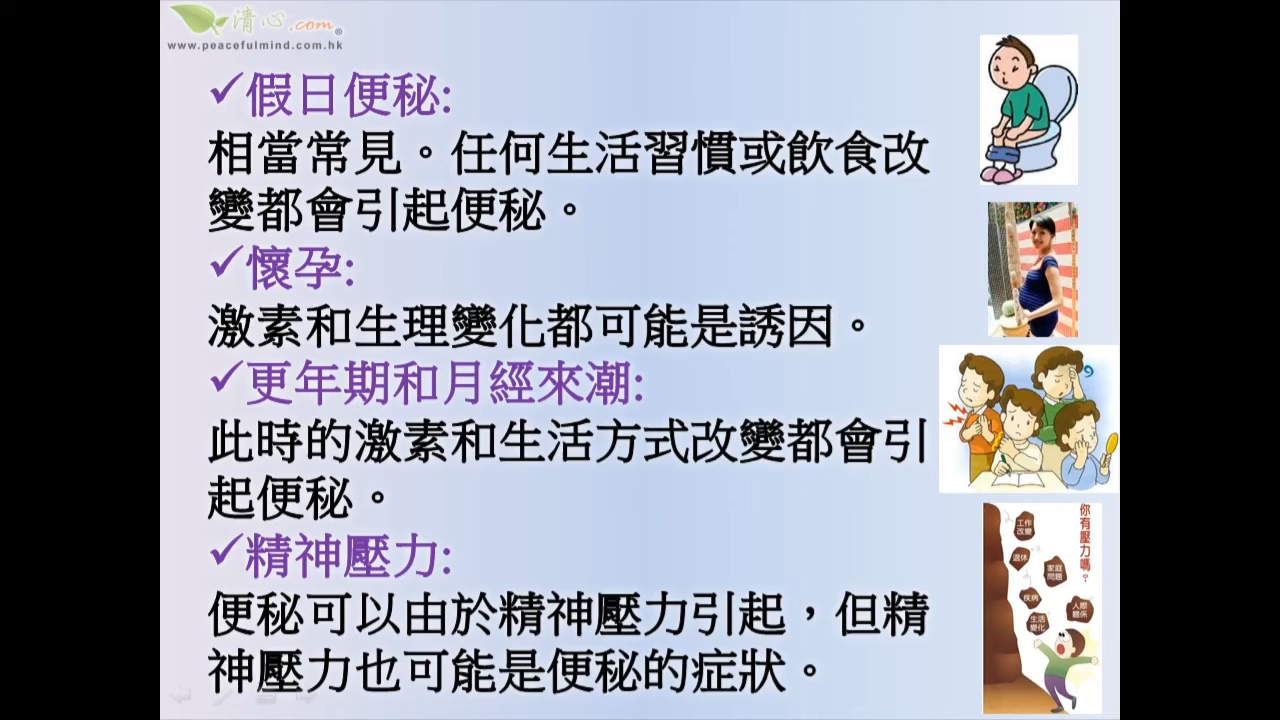 清心.com®
www.peacefulmind.com.hk
✓假日便秘:
相當常見。任何生活習慣或飲食改
變都會引起便秘。
✓懷孕:
激素和生理變化都可能是誘因。
✓更年期和月經來潮:
此時的激素和生活方式改變都會引
起便秘。
✓精神壓力:
便秘可以由於精神壓力引起，但精
神壓力也可能是便秘的症狀。
你有壓力嗎？
工作
改變
退休
家庭
問題
疾病
人際
關係
生活
變化